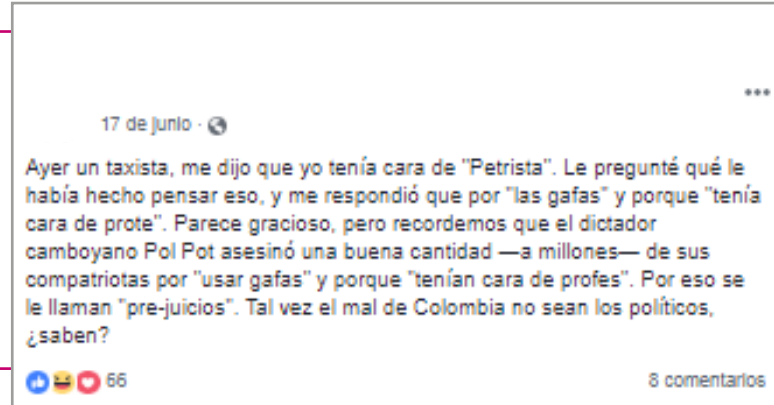 17 de junio ·
Ayer un taxista, me dijo que yo tenía cara de "Petrista". Le pregunté qué le
había hecho pensar eso, y me respondió que por "las gafas" y porque "tenía
cara de profe". Parece gracioso, pero recordemos que el dictador
camboyano Pol Pot asesinó una buena cantidad —a millones— de sus
compatriotas por "usar gafas" y porque "tenían cara de profes". Por eso se
le llaman "pre-juicios". Tal vez el mal de Colombia no sean los políticos,
¿saben?
66 8 comentarios